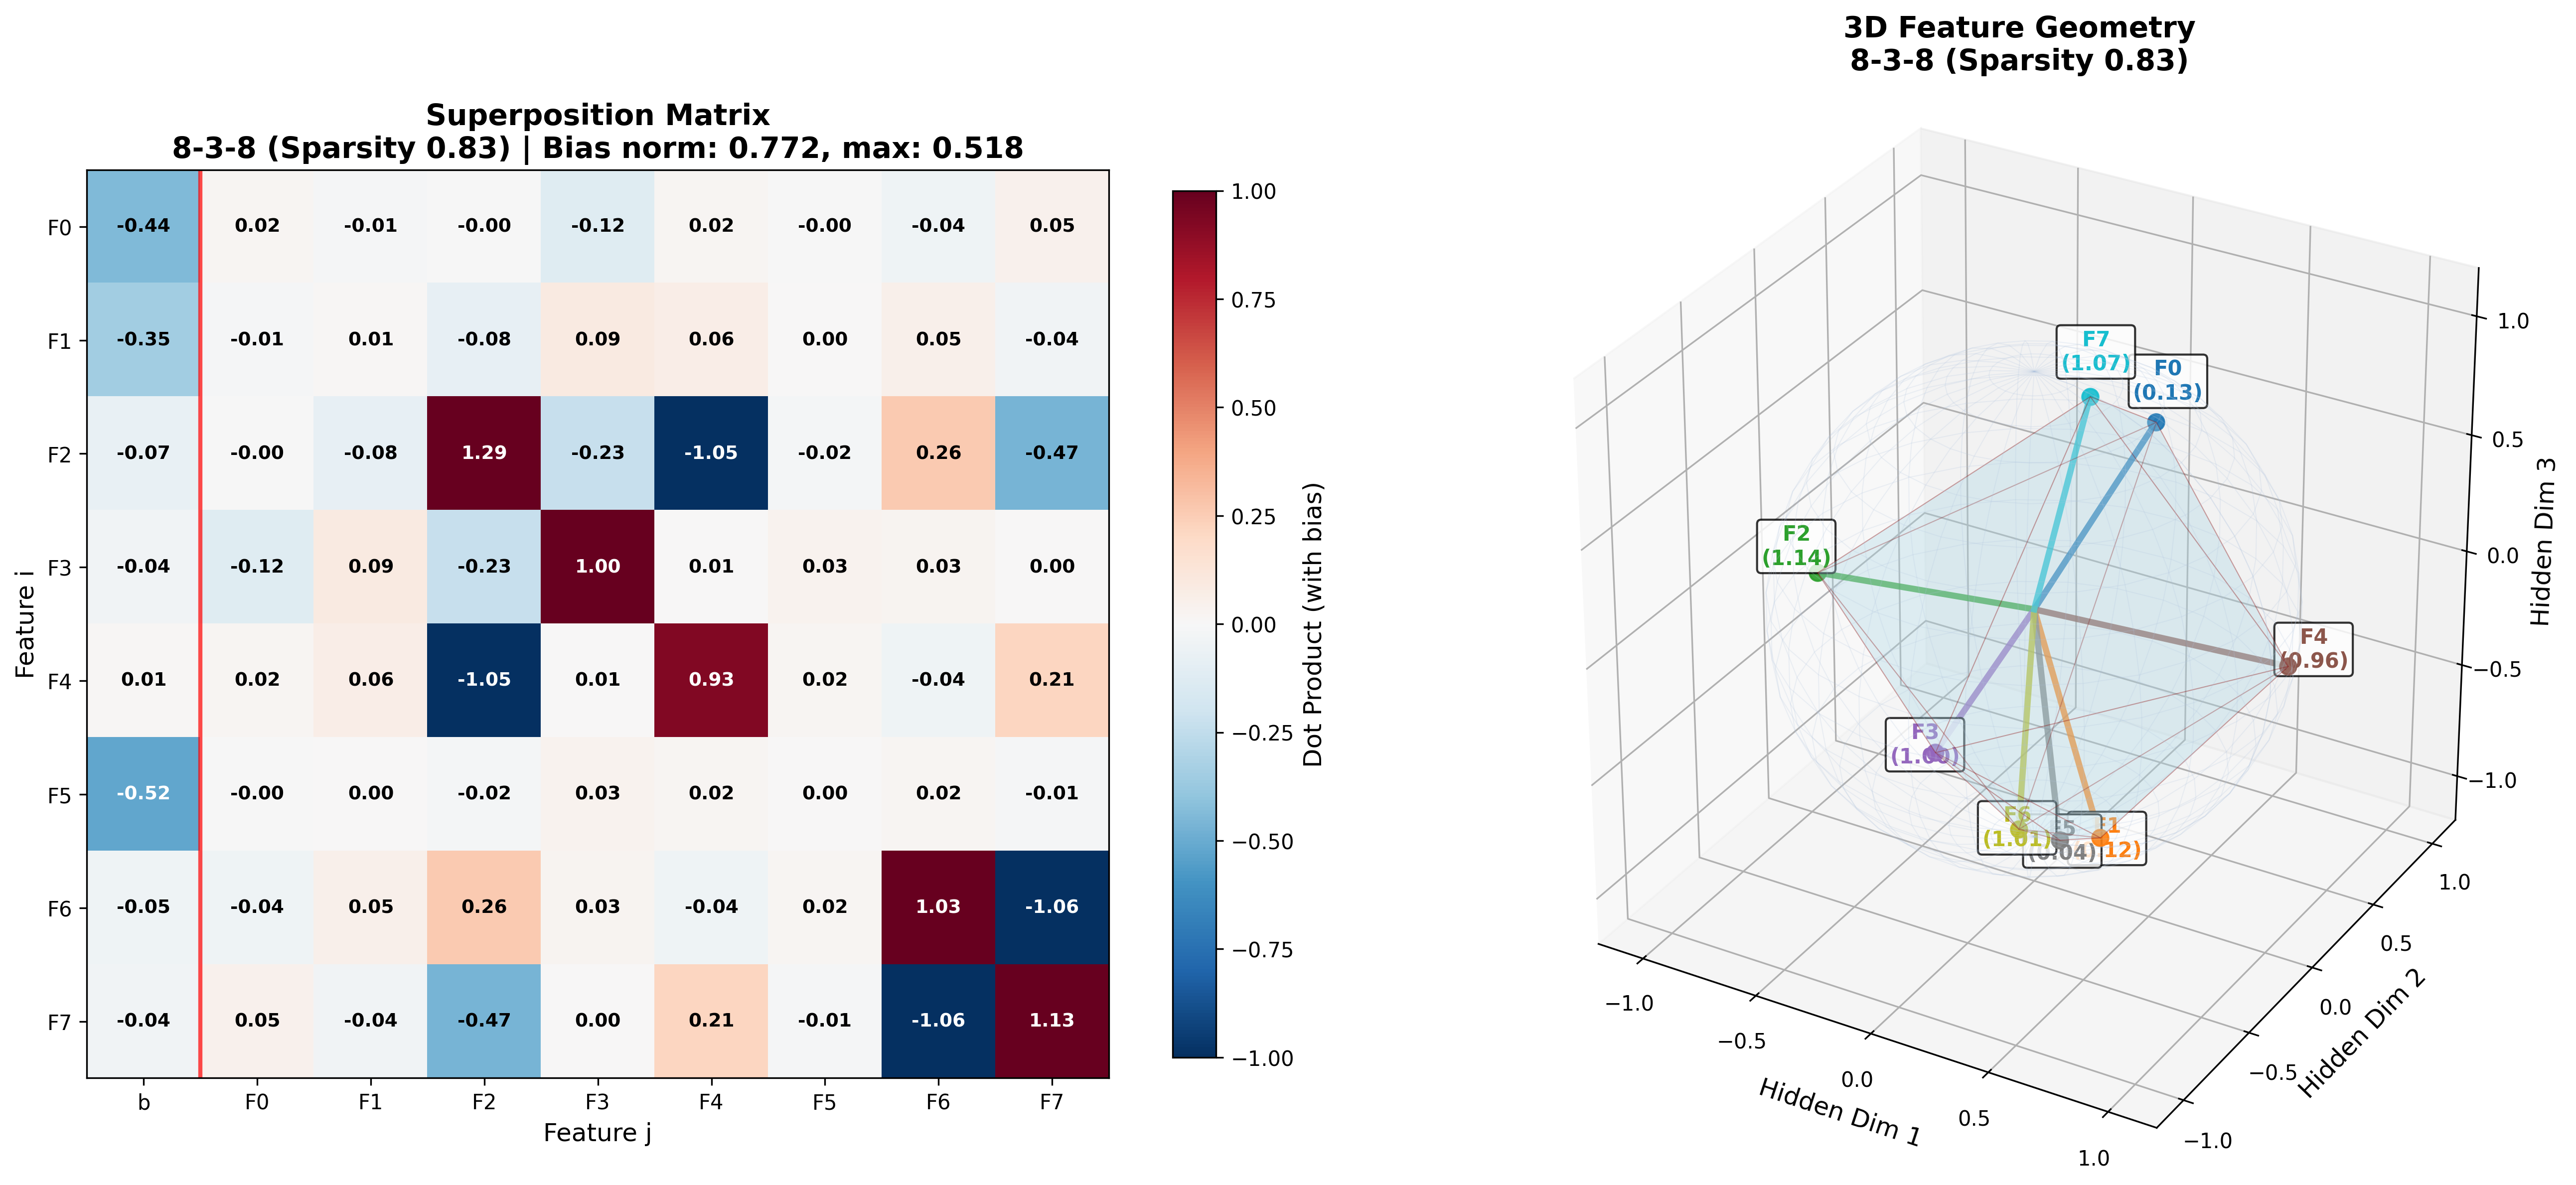 Superposition Matrix
8-3-8 (Sparsity 0.83) | Bias norm: 0.772, max: 0.518
F0 -0.44 0.02 -0.01 -0.00 -0.12 0.02 -0.00 -0.04 0.05
F1 -0.35 -0.01 0.01 -0.08 0.09 0.06 0.00 0.05 -0.04
F2 -0.07 -0.00 -0.08 1.29 -0.23 -1.05 -0.02 0.26 -0.47
F3 -0.04 -0.12 0.09 -0.23 1.00 0.01 0.03 0.03 0.00
F4 0.01 0.02 0.06 -1.05 0.01 0.93 0.02 -0.04 0.21
F5 -0.52 -0.00 0.00 -0.02 0.03 0.02 0.00 0.02 -0.01
F6 -0.05 -0.04 0.05 0.26 0.03 -0.04 0.02 1.03 -1.06
F7 -0.04 0.05 -0.04 -0.47 0.00 0.21 -0.01 -1.06 1.13
b F0 F1 F2 F3 F4 F5 F6 F7
Feature j
Feature i
1.00
0.75
0.50
0.25
0.00
−0.25
−0.50
−0.75
−1.00
Dot Product (with bias)
3D Feature Geometry
8-3-8 (Sparsity 0.83)
F7
(1.07)
F0
(0.13)
F2
(1.14)
F4
(0.96)
F3
(1.00)
F6
(1.01)
F5
(0.04)
F1
12)
−1.0
−0.5
0.0
0.5
1.0
Hidden Dim 1
−1.0
−0.5
0.0
0.5
1.0
Hidden Dim 2
1.0
0.5
0.0
−0.5
−1.0
Hidden Dim 3